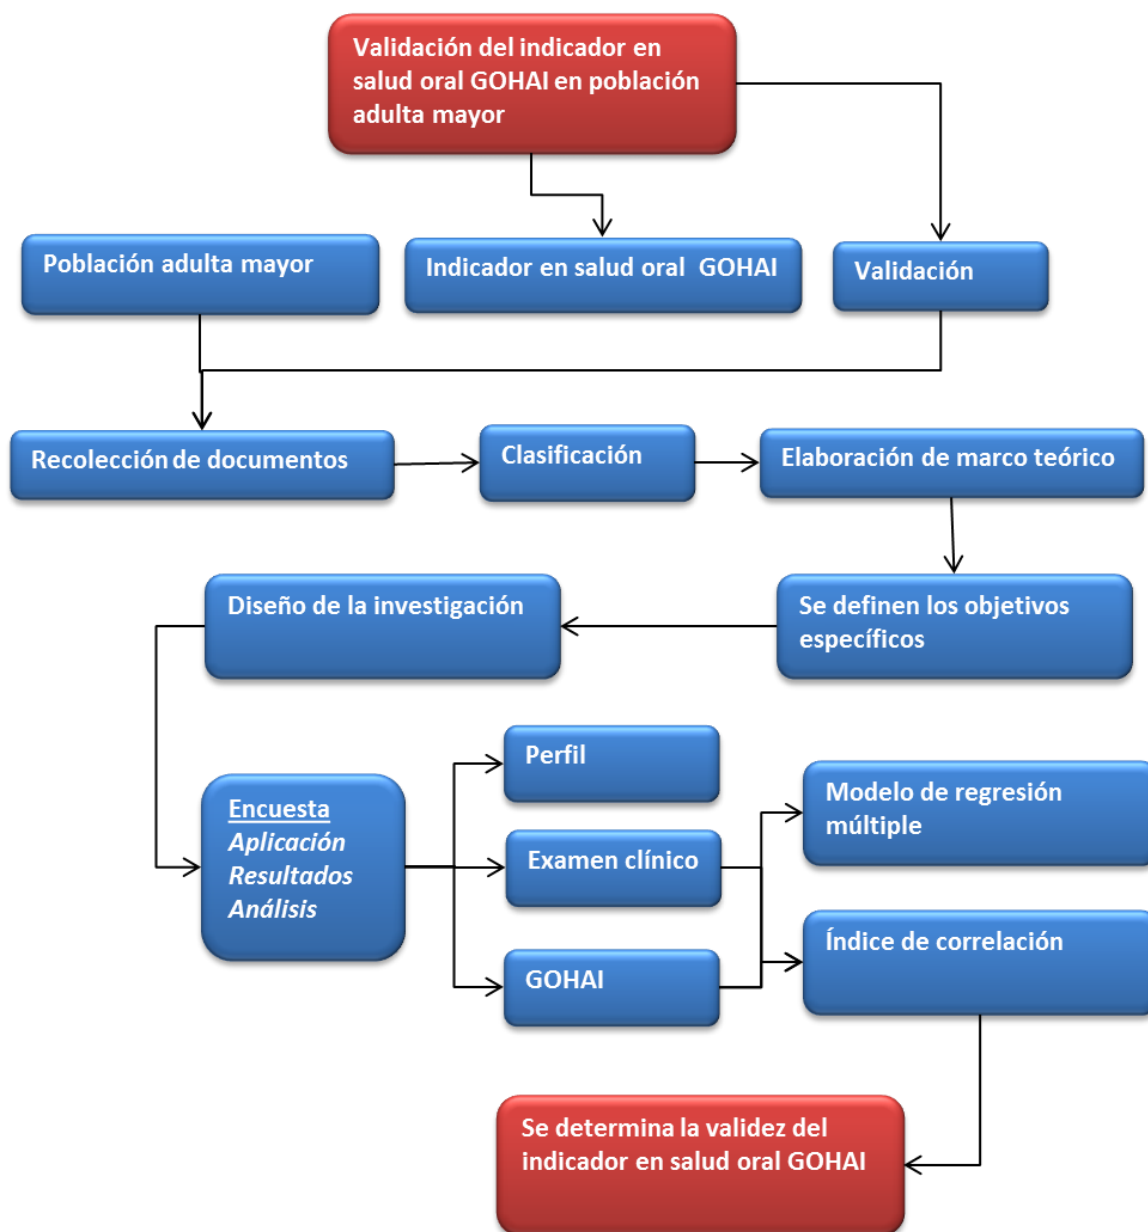 Validación del indicador en
salud oral GOHAI en población
adulta mayor
Población adulta mayor
Indicador en salud oral  GOHAI
Validación
Recolección de documentos
Clasificación
Elaboración de marco teórico
Diseño de la investigación
Se definen los objetivos
específicos
Encuesta
Aplicación
Resultados
Análisis
Perfil
Examen clínico
GOHAI
Modelo de regresión
múltiple
Índice de correlación
Se determina la validez del
indicador en salud oral GOHAI